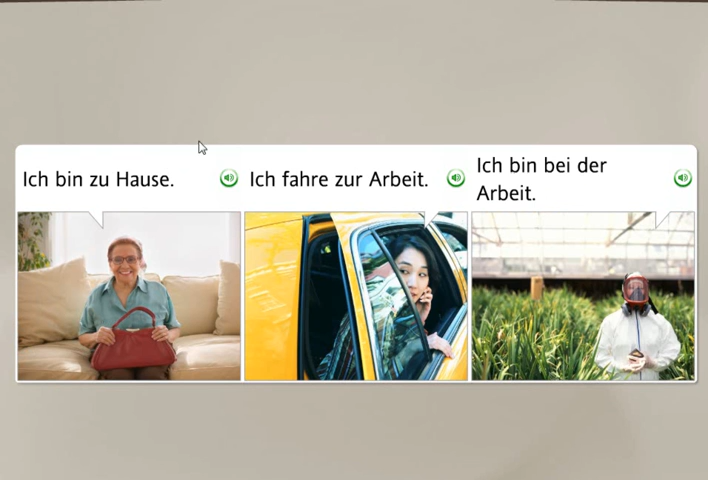 Ich bin zu Hause.
Ich fahre zur Arbeit.
Ich bin bei der
Arbeit.